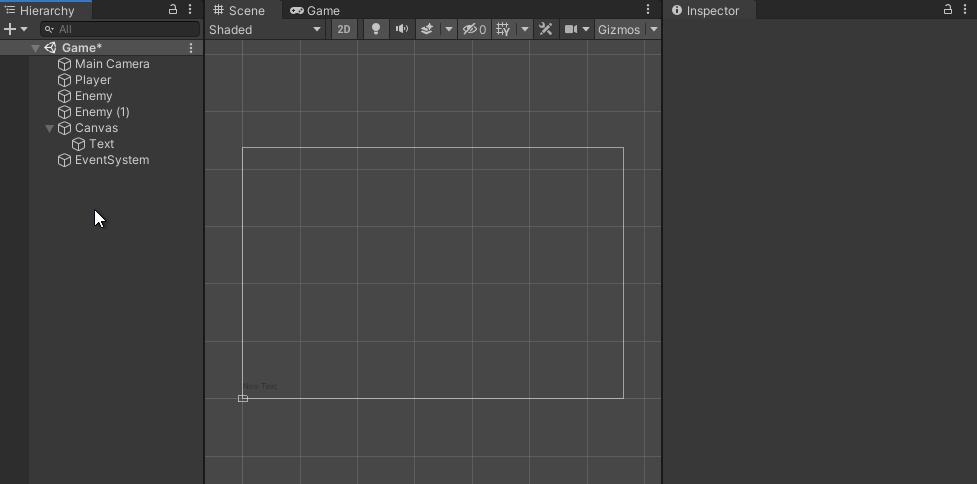 Hierarchy
Scene
Game
Inspector
All
Shaded
2D
0
Gizmos
Game*
Main Camera
Player
Enemy
Enemy (1)
Canvas
Text
EventSystem
New Text